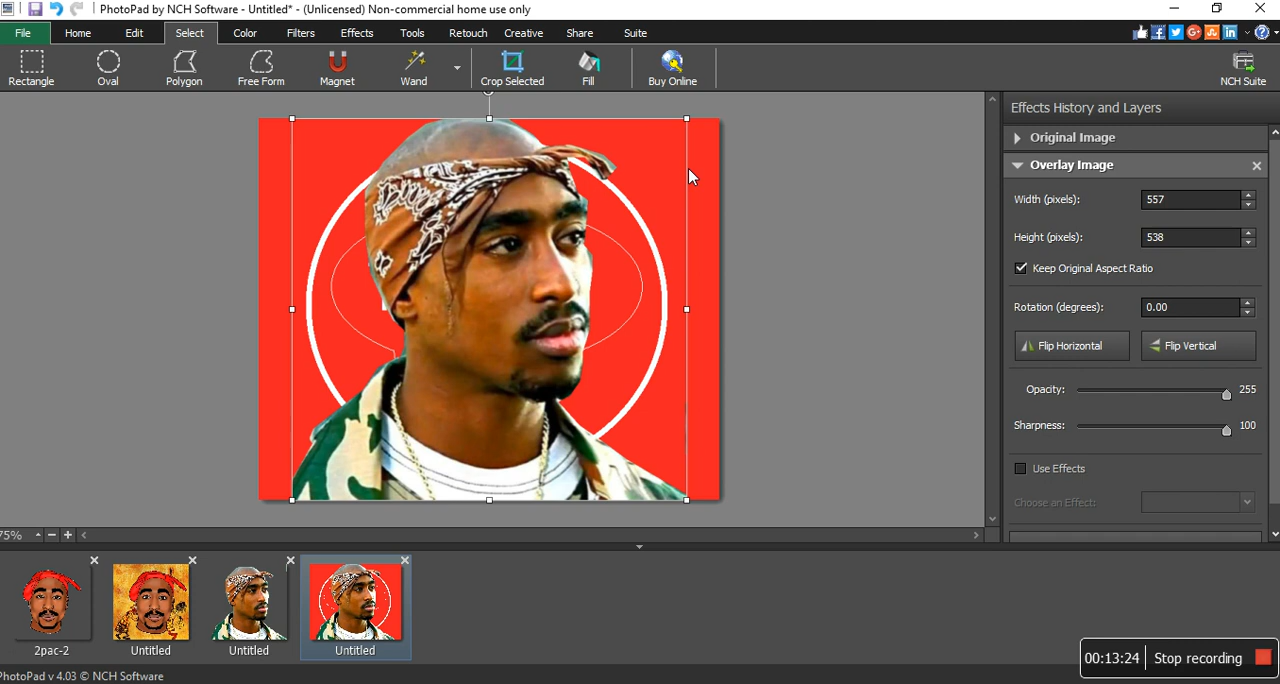 PhotoPad by NCH Software - Untitled* - (Unlicensed) Non-commercial home use only
File Home Edit Select Color Filters Effects Tools Retouch Creative Share Suite
Rectangle Oval Polygon Free Form Magnet Wand Crop Selected Fill Buy Online NCH Suite
Effects History and Layers
Original Image
Overlay Image
Width (pixels): 557
Height (pixels): 538
Keep Original Aspect Ratio
Rotation (degrees): 0.00
Flip Horizontal Flip Vertical
Opacity: 255
Sharpness: 100
Use Effects
Choose an Effect:
75%
2pac-2 Untitled Untitled Untitled
00:13:24 Stop recording
PhotoPad v 4.03 © NCH Software